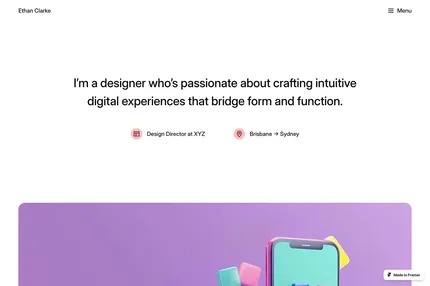 Ethan Clarke
Menu
I'm a designer who's passionate about crafting intuitive
digital experiences that bridge form and function.
Design Director at XYZ
Brisbane → Sydney
Made in Framer